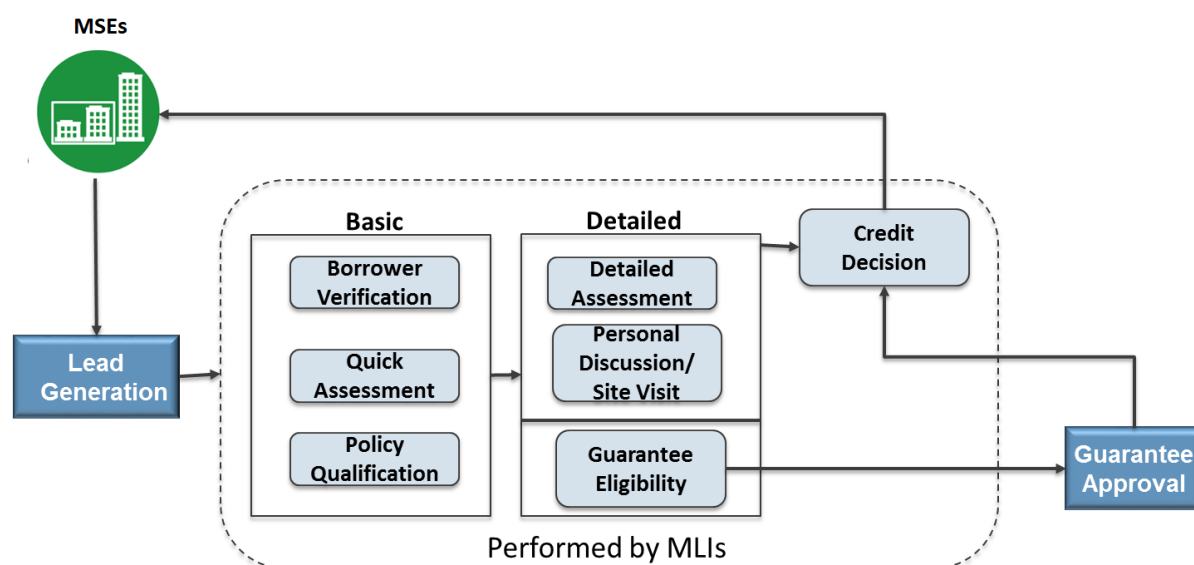 MSEs
Basic
Detailed
Borrower
Verification
Quick
Assessment
Policy
Qualification
Detailed
Assessment
Personal
Discussion/
Site Visit
Guarantee
Eligibility
Credit
Decision
Lead
Generation
Guarantee
Approval
Performed by MLIs